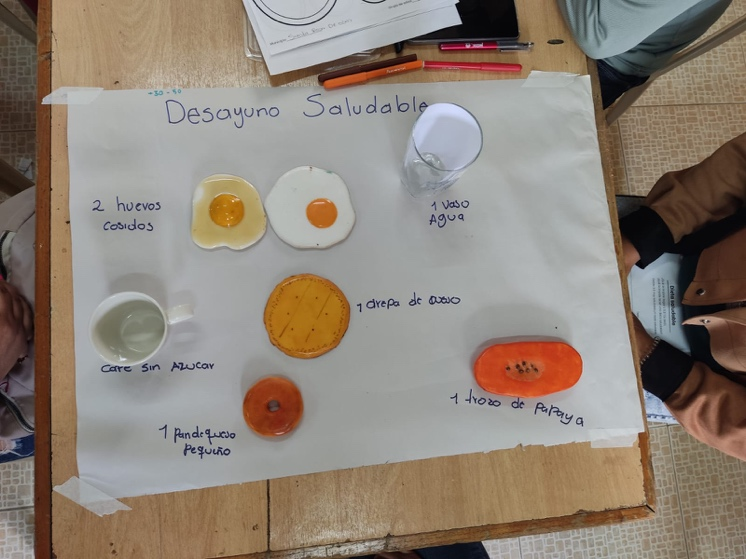 Desayuno Saludable
2 huevos
cosidos
1 vaso
Agua
1 arepa de queso
Cafe sin Azucar
1 trozo de Papaya
1 Pandequeso
Pequeño